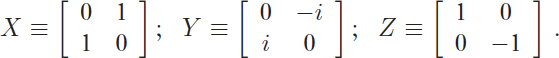 X ≡ [ 0 1 ; 1 0 ] ; Y ≡ [ 0 −i ; i 0 ] ; Z ≡ [ 1 0 ; 0 −1 ] .